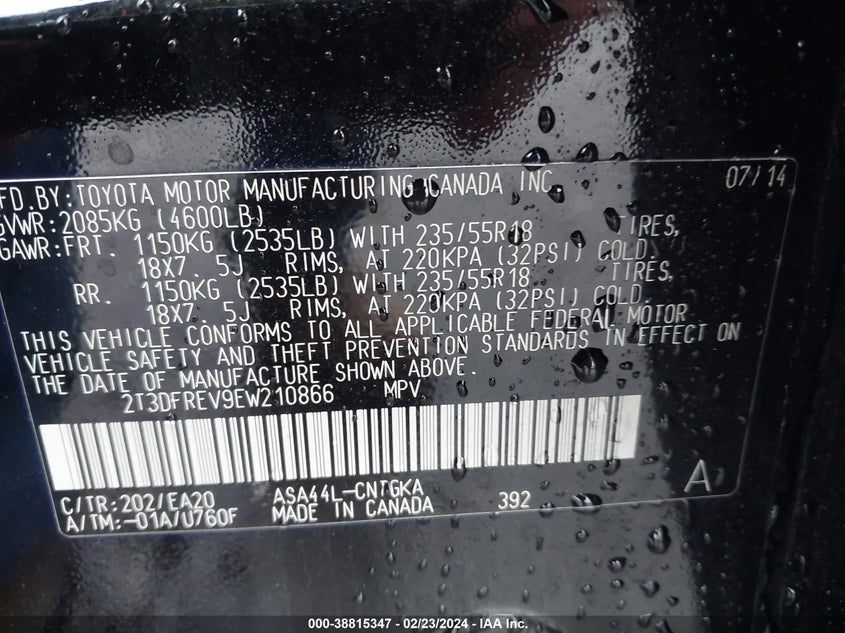 MFD.BY:TOYOTA MOTOR MANUFACTURING CANADA INC 07/14
GVWR:2085KG (4600LB)
GAWR:FRT. 1150KG (2535LB) WITH 235/55R18 TIRES,
18X7. 5J RIMS, AT 220KPA (32PSI) COLD.
RR. 1150KG (2535LB) WITH 235/55R18 TIRES,
18X7. 5J RIMS, AT 220KPA (32PSI) COLD.
THIS VEHICLE CONFORMS TO ALL APPLICABLE FEDERAL MOTOR
VEHICLE SAFETY AND THEFT PREVENTION STANDARDS IN EFFECT ON
THE DATE OF MANUFACTURE SHOWN ABOVE.
2T3DFREV9EW210866 MPV
C/TR:202/EA20 ASA44L-CNTGKA A
A/TM:-01A/U760F MADE IN CANADA 392
000-38815347 - 02/23/2024 - IAA Inc.